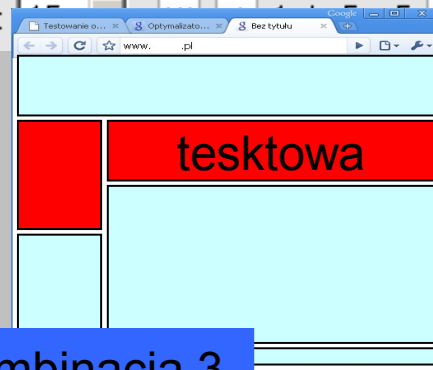 Google
Testowanie o... Optymalizato... Bez tytułu
www. .pl
tesktowa
mbinacja 3